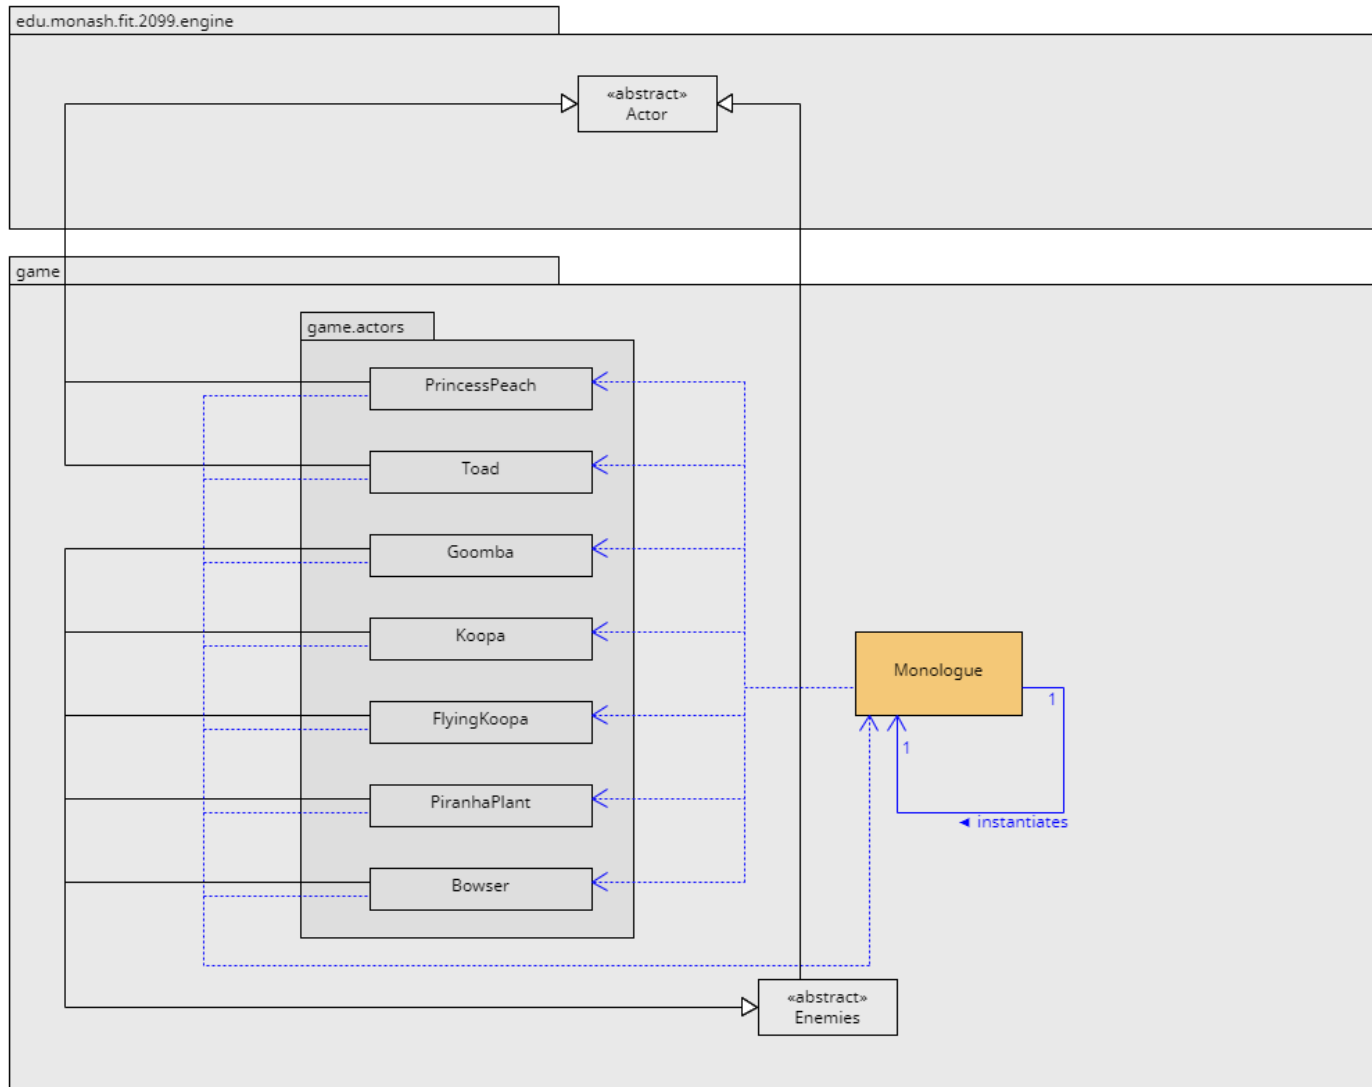 edu.monash.fit.2099.engine
«abstract»
Actor
game
game.actors
PrincessPeach
Toad
Goomba
Koopa
FlyingKoopa
PiranhaPlant
Bowser
Monologue
1
1
◄ instantiates
«abstract»
Enemies